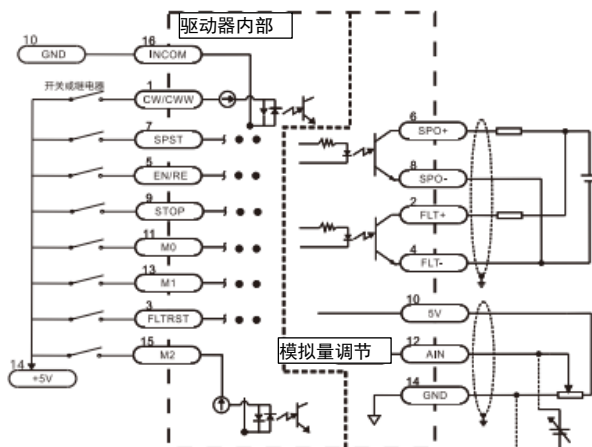 驱动器内部
10
GND
16
INCOM
开关或继电器
1
CW/CWW
7
SPST
5
EN/RE
9
STOP
11
M0
13
M1
3
FLTRST
15
M2
14
+5V
6
SPO+
8
SPO-
2
FLT+
4
FLT-
10
5V
模拟量调节
12
AIN
14
GND